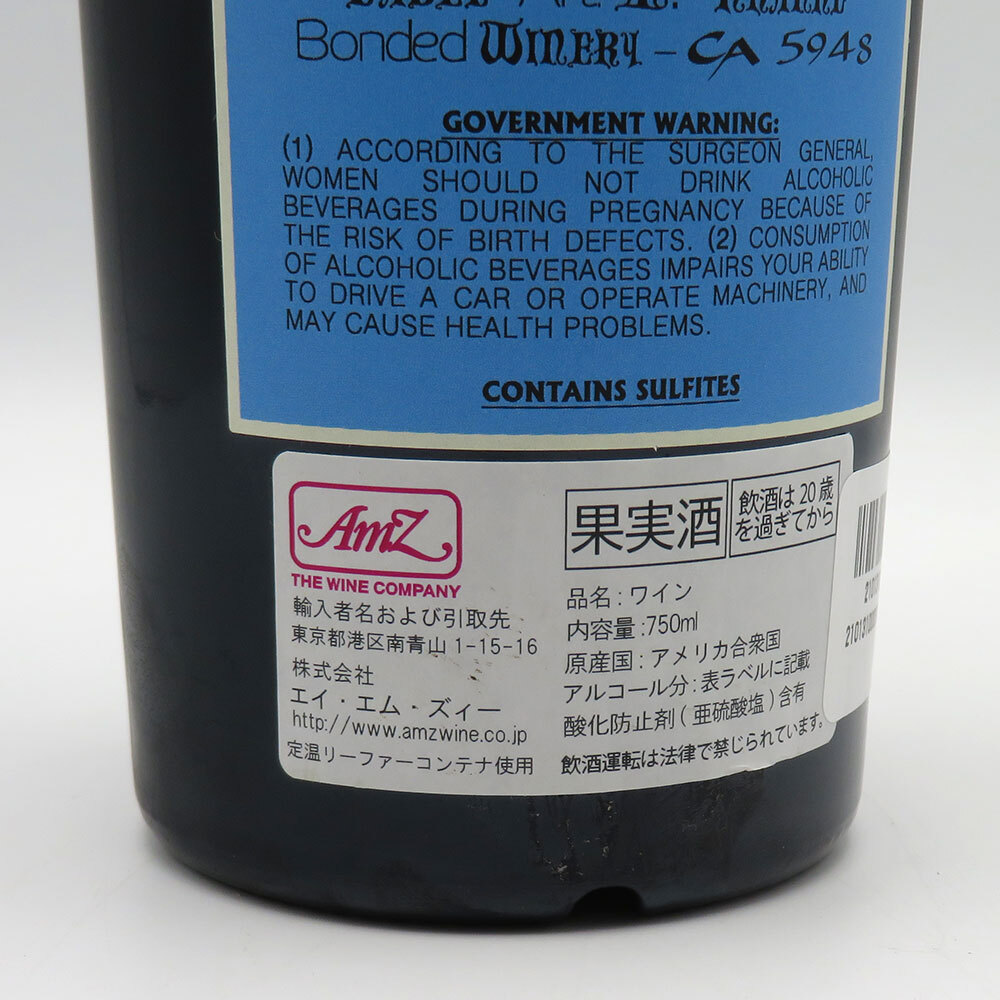 Bonded Winery – CA 5948
GOVERNMENT WARNING:
(1) ACCORDING TO THE SURGEON GENERAL,
WOMEN SHOULD NOT DRINK ALCOHOLIC
BEVERAGES DURING PREGNANCY BECAUSE OF
THE RISK OF BIRTH DEFECTS. (2) CONSUMPTION
OF ALCOHOLIC BEVERAGES IMPAIRS YOUR ABILITY
TO DRIVE A CAR OR OPERATE MACHINERY, AND
MAY CAUSE HEALTH PROBLEMS.
CONTAINS SULFITES
AmZ
THE WINE COMPANY
輸入者名および引取先
東京都港区南青山 1-15-16
株式会社
エイ・エム・ズィー
http://www.amzwine.co.jp
定温リーファーコンテナ使用
果実酒
飲酒は20歳
を過ぎてから
品名:ワイン
内容量:750ml
原産国:アメリカ合衆国
アルコール分:表ラベルに記載
酸化防止剤(亜硫酸塩)含有
飲酒運転は法律で禁じられています。